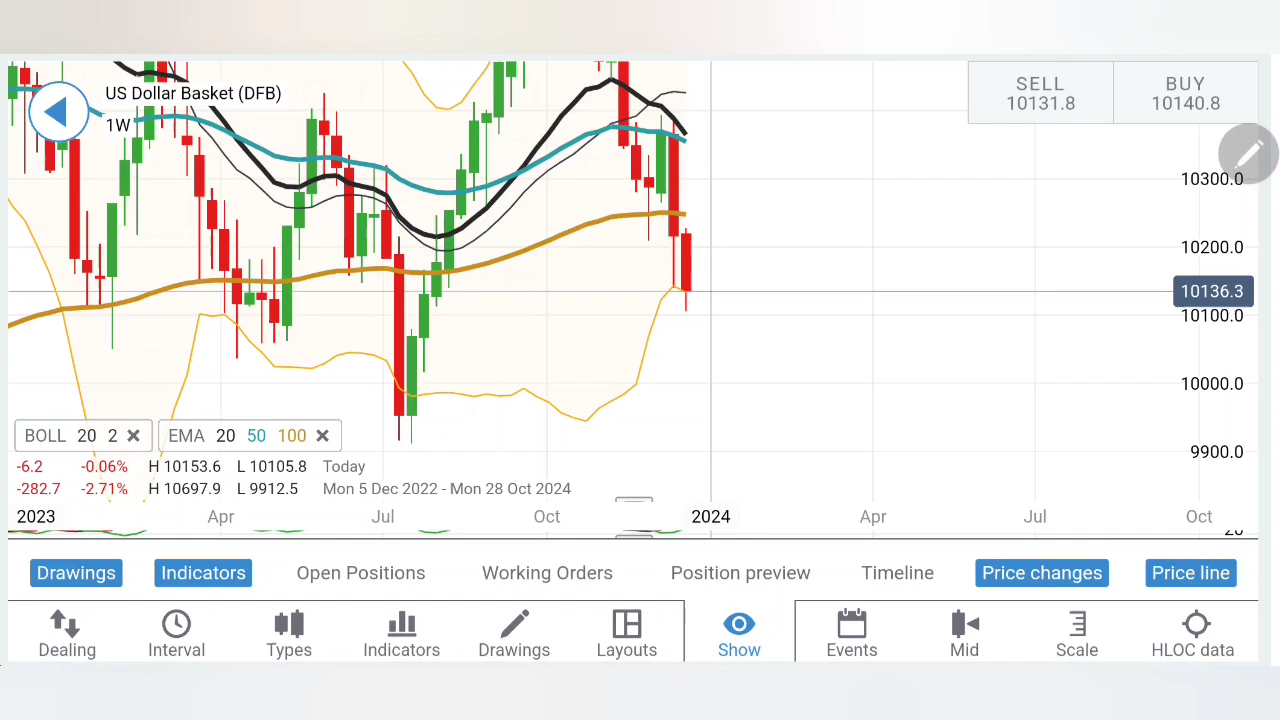 US Dollar Basket (DFB)
1W
SELL
10131.8
BUY
10140.8
10300.0
10200.0
10136.3
10100.0
10000.0
9900.0
BOLL 20 2 ×
EMA 20 50 100 ×
-6.2 -0.06% H 10153.6 L 10105.8 Today
-282.7 -2.71% H 10697.9 L 9912.5 Mon 5 Dec 2022 - Mon 28 Oct 2024
2023 Apr Jul Oct 2024 Apr Jul Oct
20
Drawings Indicators Open Positions Working Orders Position preview Timeline Price changes Price line
Dealing Interval Types Indicators Drawings Layouts Show Events Mid Scale HLOC data